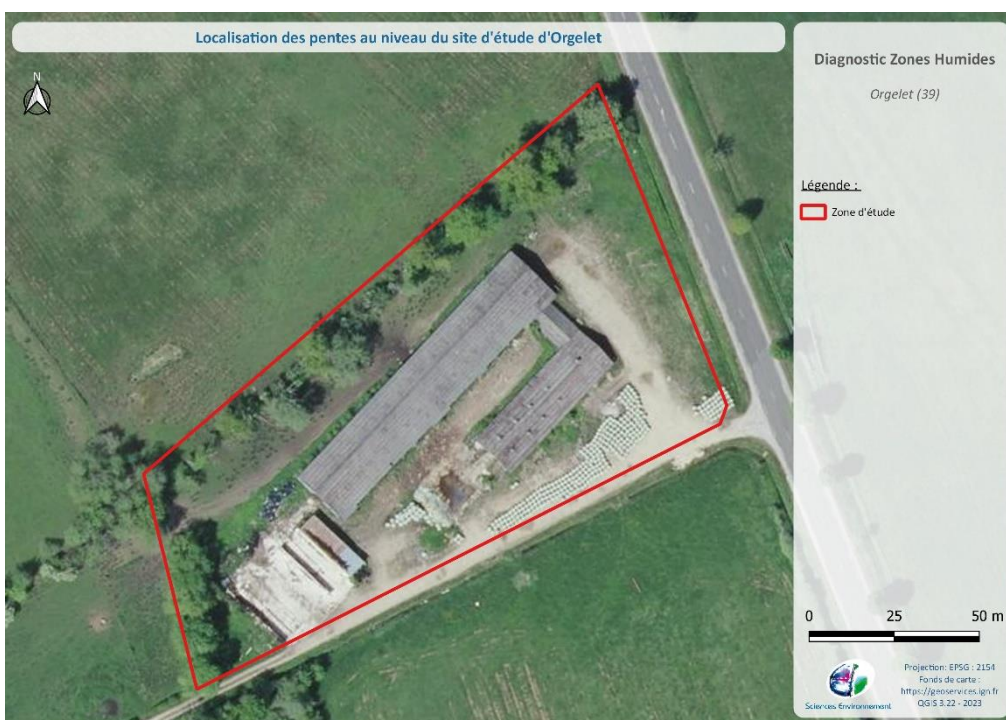 Localisation des pentes au niveau du site d'étude d'Orgelet
N
Diagnostic Zones Humides
Orgelet (39)
Légende :
Zone d'étude
0 25 50 m
Sciences Environnement
Projection: EPSG : 2154
Fonds de carte :
https://geoservices.ign.fr
QGIS 3.22 - 2023